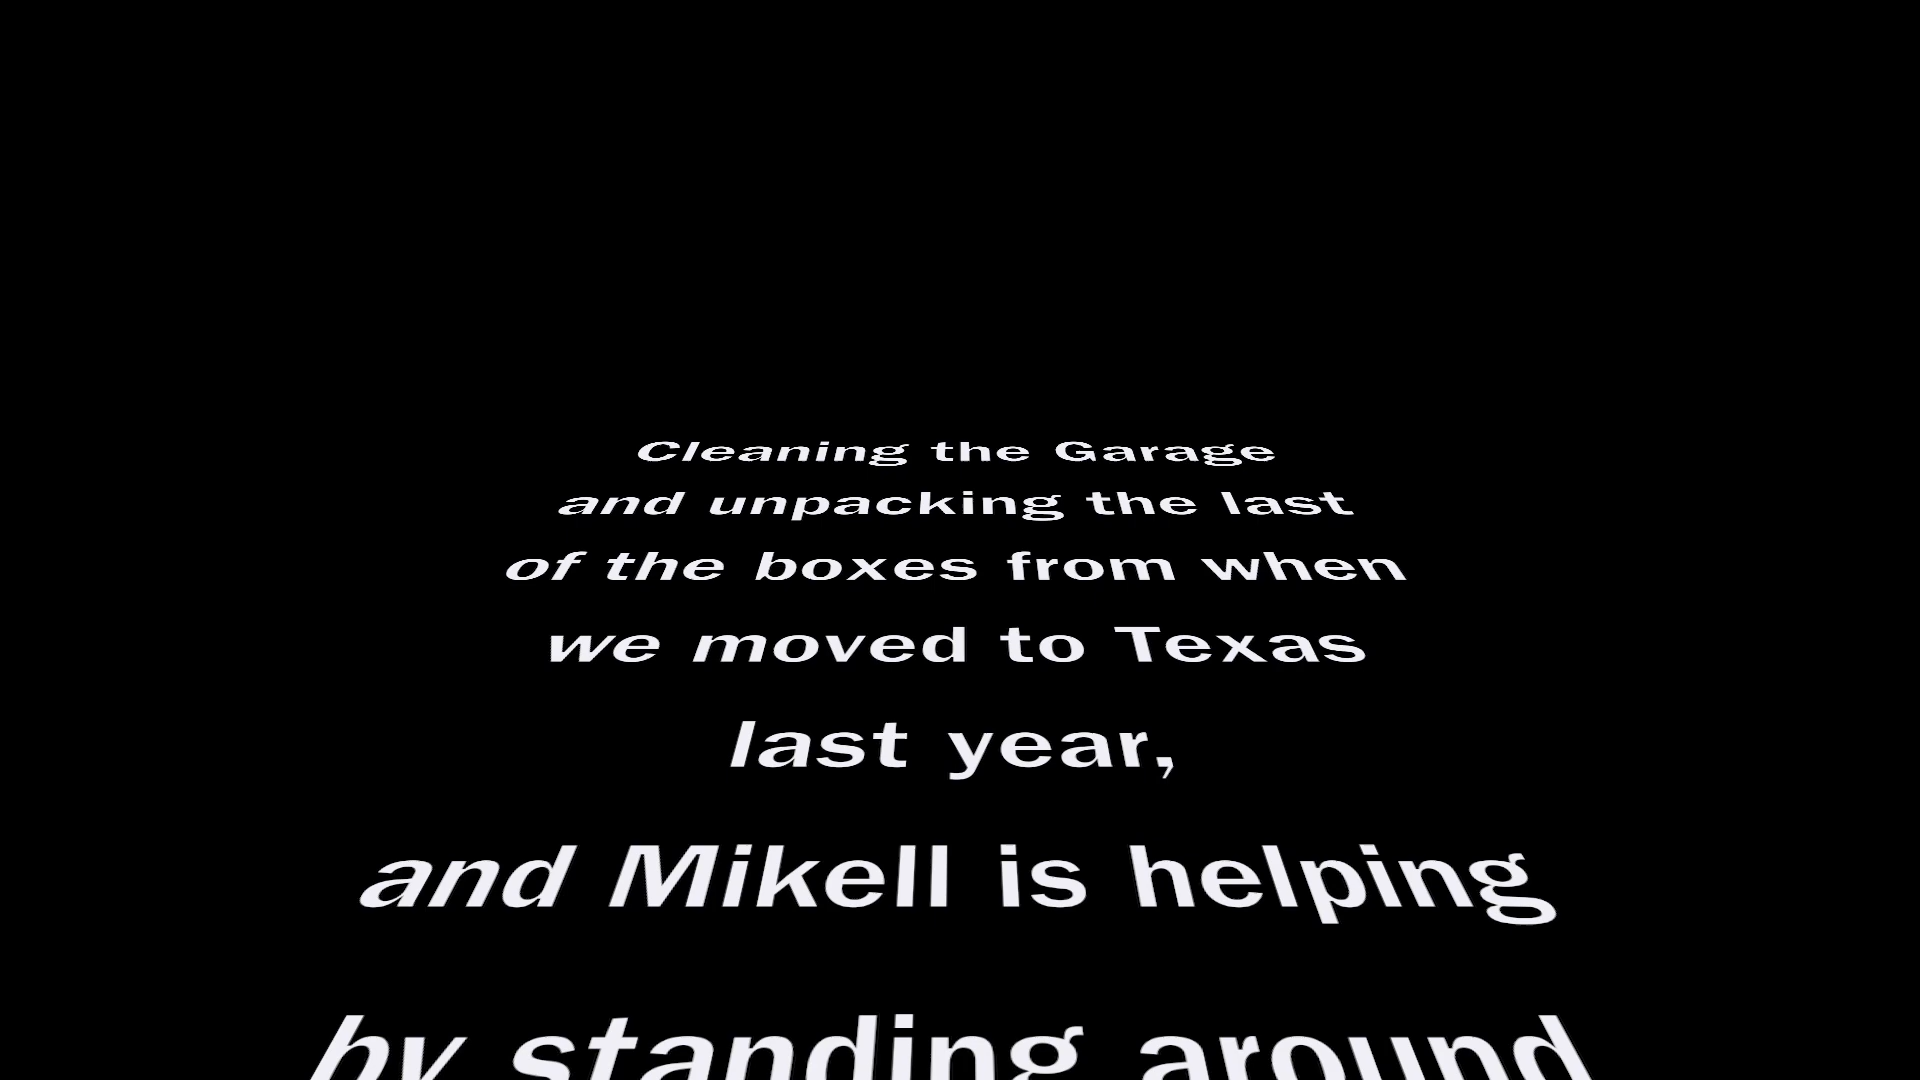 Cleaning the Garage
and unpacking the last
of the boxes from when
we moved to Texas
last year,
and Mikell is helping
by standing around